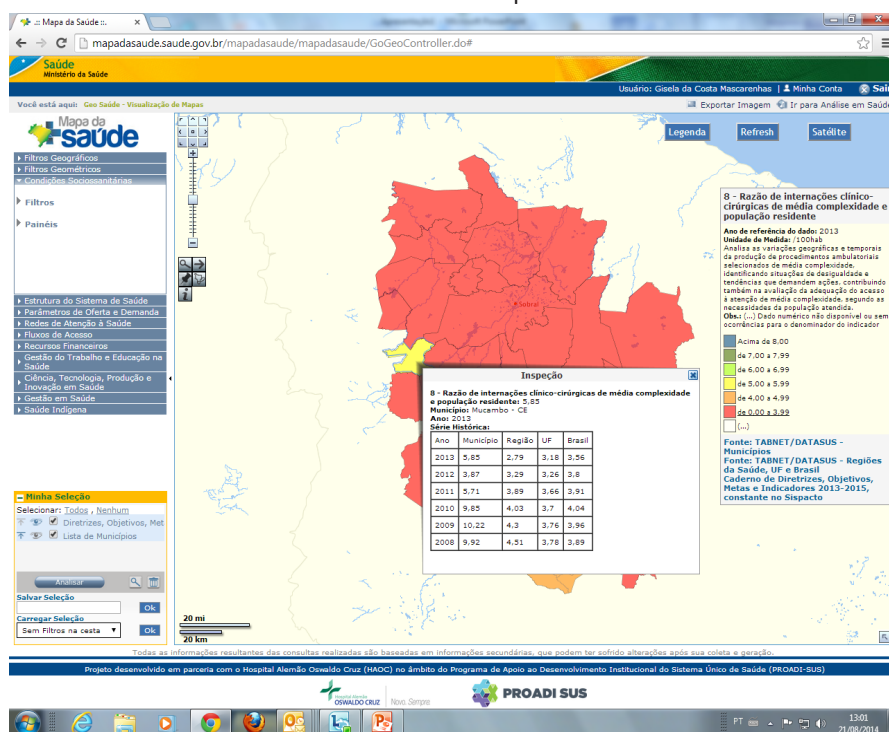 .:: Mapa da Saúde ::.
mapadasaude.saude.gov.br/mapadasaude/mapadasaude/GoGeoController.do#
Saúde
Ministério da Saúde
Usuário: Gisela da Costa Mascarenhas | Minha Conta Sair
Você está aqui: Geo Saúde - Visualização de Mapas
Exportar Imagem Ir para Análise em Saúde
Mapa da
saúde
Filtros Geográficos
Filtros Geométricos
Condições Sociossanitárias
Filtros
Painéis
Estrutura do Sistema de Saúde
Parâmetros de Oferta e Demanda
Redes de Atenção à Saúde
Fluxos de Acesso
Recursos Financeiros
Gestão do Trabalho e Educação na
Saúde
Ciência, Tecnologia, Produção e
Inovação em Saúde
Gestão em Saúde
Saúde Indígena
Minha Seleção
Selecionar: Todos , Nenhum
Diretrizes, Objetivos, Met
Lista de Municípios
Analisar
Salvar Seleção
Ok
Carregar Seleção
Sem Filtros na cesta Ok
Legenda Refresh Satélite
Sobral
20 mi
20 km
8 - Razão de internações clínico-
cirúrgicas de média complexidade e
população residente
Ano de referência do dado: 2013
Unidade de Medida: /100hab
Analisa as variações geográficas e temporais
da produção de procedimentos ambulatoriais
selecionados de média complexidade,
identificando situações de desigualdade e
tendências que demandem ações, contribuindo
também na avaliação da adequação do acesso
à atenção de média complexidade, segundo as
necessidades da população atendida.
Obs.: (...) Dado numérico não disponível ou sem
ocorrências para o denominador do indicador
Acima de 8,00
de 7,00 a 7,99
de 6,00 a 6,99
de 5,00 a 5,99
de 4,00 a 4,99
de 0,00 a 3,99
(...)
Fonte: TABNET/DATASUS -
Municípios
Fonte: TABNET/DATASUS - Regiões
da Saúde, UF e Brasil
Caderno de Diretrizes, Objetivos,
Metas e Indicadores 2013-2015,
constante no Sispacto
Inspeção
8 - Razão de internações clínico-cirúrgicas de média complexidade
e população residente: 5,85
Município: Mucambo - CE
Ano: 2013
Série Histórica:
Ano Município Região UF Brasil
2013 5,85 2,79 3,18 3,56
2012 3,87 3,29 3,26 3,8
2011 5,71 3,89 3,66 3,91
2010 9,85 4,03 3,7 4,04
2009 10,22 4,3 3,76 3,96
2008 9,92 4,51 3,78 3,89
Todas as informações resultantes das consultas realizadas são baseadas em informações secundárias, que podem ter sofrido alterações após sua coleta e geração.
Projeto desenvolvido em parceria com o Hospital Alemão Oswaldo Cruz (HAOC) no âmbito do Programa de Apoio ao Desenvolvimento Institucional do Sistema Único de Saúde (PROADI-SUS)
Hospital Alemão
OSWALDO CRUZ Novo. Sempre.
PROADI SUS
PT 13:01
21/08/2014